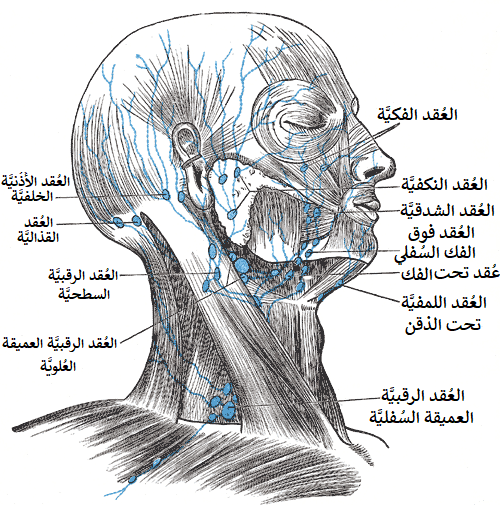 العُقد الفكيَّة
العُقد النكفيَّة
العُقد الشدقيَّة
العُقد فوق
الفك السُفلي
عُقد تحت الفك
العُقد اللمفيَّة
تحت الذقن
العُقد الرقبيَّة
العميقة السُفليَّة
العُقد الأُذنيَّة
الخلفيَّة
العُقد
القذاليَّة
العُقد الرقبيَّة
السطحيَّة
العُقد الرقبيَّة العميقة
العُلويَّة